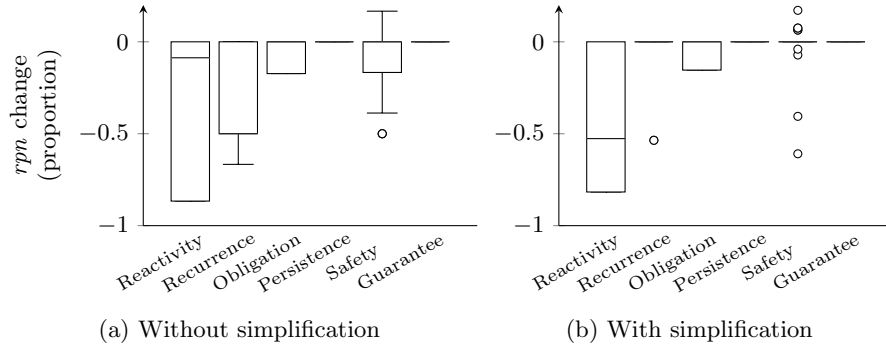 rpn change
(proportion)
0
−0.5
−1
Reactivity
Recurrence
Obligation
Persistence
Safety
Guarantee
(a) Without simplification
0
−0.5
−1
Reactivity
Recurrence
Obligation
Persistence
Safety
Guarantee
(b) With simplification